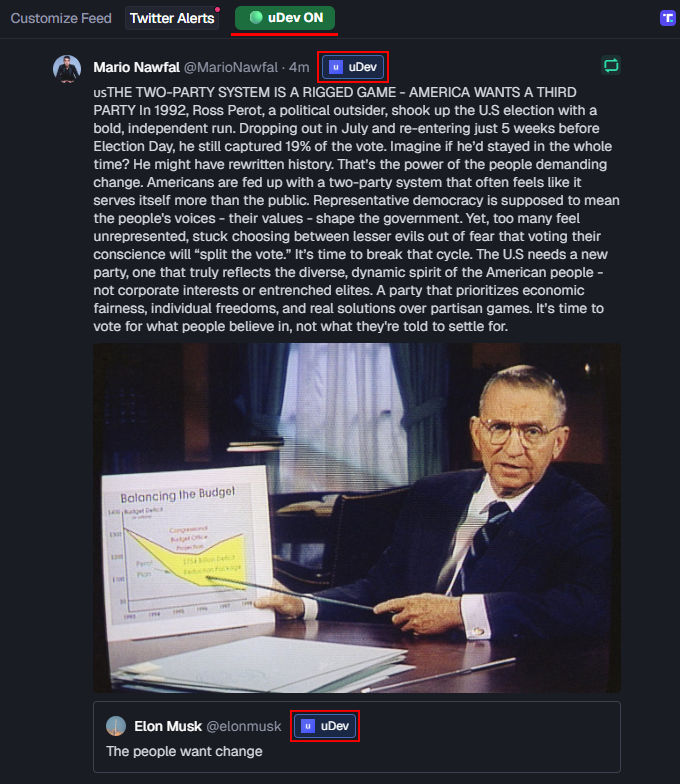 Customize Feed Twitter Alerts uDev ON
Mario Nawfal @MarioNawfal · 4m u uDev
usTHE TWO-PARTY SYSTEM IS A RIGGED GAME - AMERICA WANTS A THIRD
PARTY In 1992, Ross Perot, a political outsider, shook up the U.S election with a
bold, independent run. Dropping out in July and re-entering just 5 weeks before
Election Day, he still captured 19% of the vote. Imagine if he'd stayed in the whole
time? He might have rewritten history. That's the power of the people demanding
change. Americans are fed up with a two-party system that often feels like it
serves itself more than the public. Representative democracy is supposed to mean
the people's voices - their values - shape the government. Yet, too many feel
unrepresented, stuck choosing between lesser evils out of fear that voting their
conscience will “split the vote.” It's time to break that cycle. The U.S needs a new
party, one that truly reflects the diverse, dynamic spirit of the American people -
not corporate interests or entrenched elites. A party that prioritizes economic
fairness, individual freedoms, and real solutions over partisan games. It's time to
vote for what people believe in, not what they're told to settle for.
Balancing the Budget
$400 Budget Deficit
$300
Congressional
Budget Office
Projection
$200
Perot
Plan
$754 Billion Deficit
Reduction Package
$100
$0
1993 1994 1995 1996 1997 1998
Elon Musk @elonmusk u uDev
The people want change